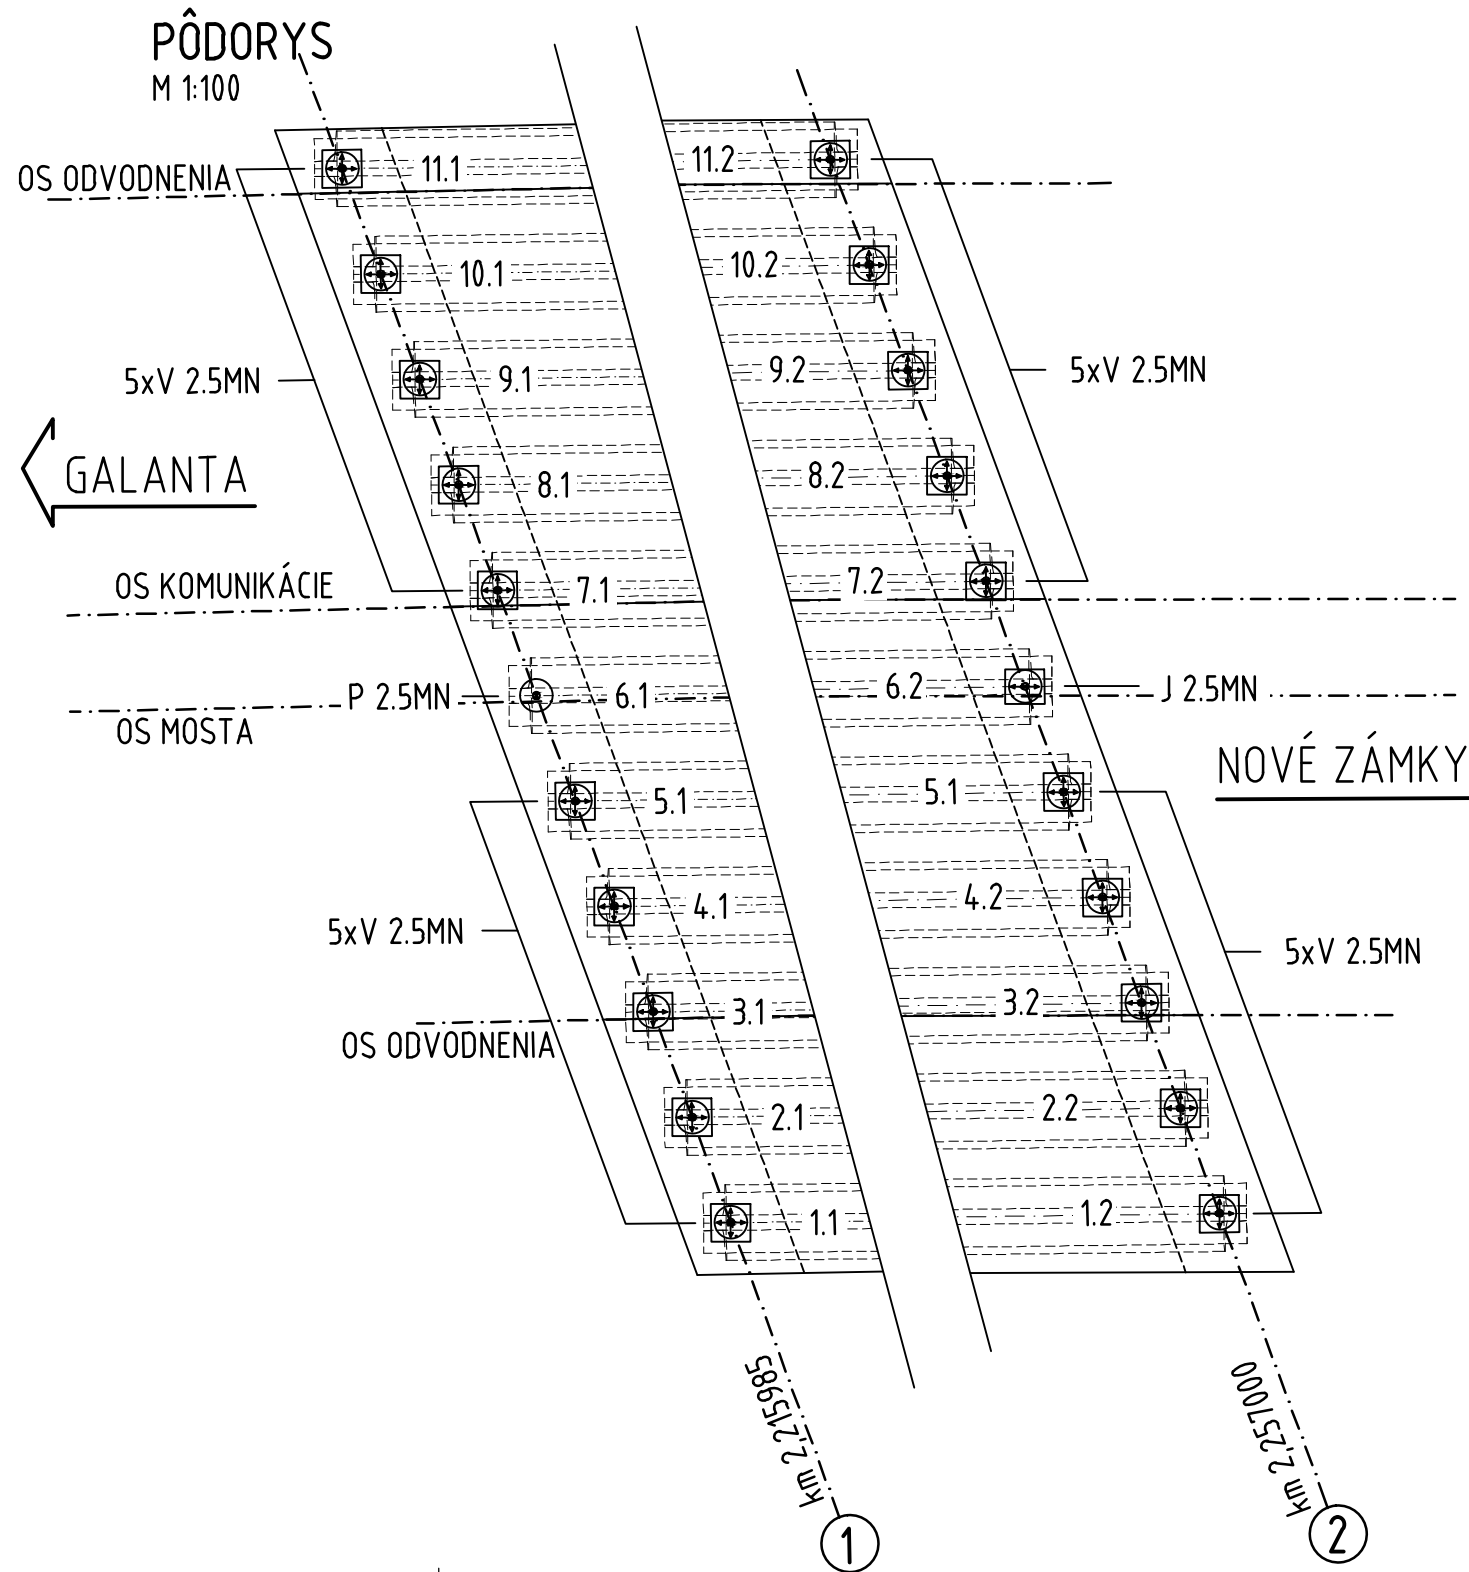 PÔDORYS
M 1:100
OS ODVODNENIA
11.1
11.2
10.1
10.2
5xV 2.5MN
9.1
9.2
5xV 2.5MN
GALANTA
8.1
8.2
OS KOMUNIKÁCIE
7.1
7.2
P 2.5MN
6.1
6.2
J 2.5MN
OS MOSTA
NOVÉ ZÁMKY
5.1
5.1
4.1
4.2
5xV 2.5MN
5xV 2.5MN
3.1
3.2
OS ODVODNENIA
2.1
2.2
1.1
1.2
km 2,215985
km 2,257000
1
2